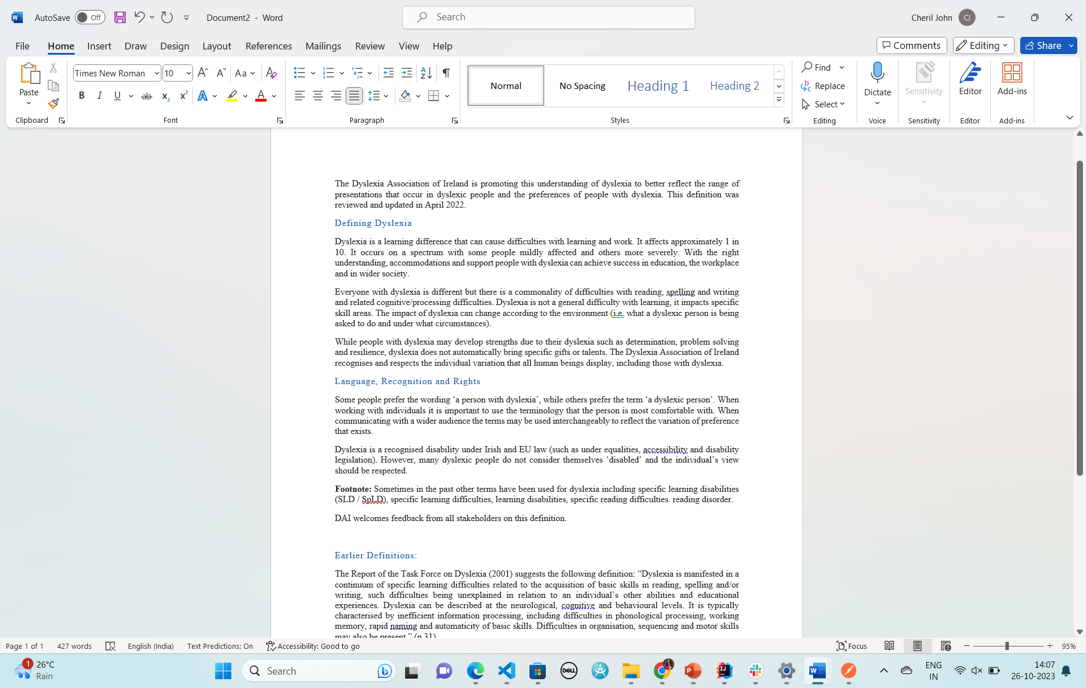 AutoSave Off Document2 - Word Search Cheril John CJ
File Home Insert Draw Design Layout References Mailings Review View Help Comments Editing Share
Paste Times New Roman 10 A A Aa Normal No Spacing Heading 1 Heading 2 Find Replace Select Dictate Sensitivity Editor Add-ins
B I U ab x₂ x² A A
Clipboard Font Paragraph Styles Editing Voice Sensitivity Editor Add-ins
The Dyslexia Association of Ireland is promoting this understanding of dyslexia to better reflect the range of
presentations that occur in dyslexic people and the preferences of people with dyslexia. This definition was
reviewed and updated in April 2022.
Defining Dyslexia
Dyslexia is a learning difference that can cause difficulties with learning and work. It affects approximately 1 in
10. It occurs on a spectrum with some people mildly affected and others more severely. With the right
understanding, accommodations and support people with dyslexia can achieve success in education, the workplace
and in wider society.
Everyone with dyslexia is different but there is a commonality of difficulties with reading, spelling and writing
and related cognitive/processing difficulties. Dyslexia is not a general difficulty with learning, it impacts specific
skill areas. The impact of dyslexia can change according to the environment (i.e. what a dyslexic person is being
asked to do and under what circumstances).
While people with dyslexia may develop strengths due to their dyslexia such as determination, problem solving
and resilience, dyslexia does not automatically bring specific gifts or talents. The Dyslexia Association of Ireland
recognises and respects the individual variation that all human beings display, including those with dyslexia.
Language, Recognition and Rights
Some people prefer the wording ‘a person with dyslexia’, while others prefer the term ‘a dyslexic person’. When
working with individuals it is important to use the terminology that the person is most comfortable with. When
communicating with a wider audience the terms may be used interchangeably to reflect the variation of preference
that exists.
Dyslexia is a recognised disability under Irish and EU law (such as under equalities, accessibility and disability
legislation). However, many dyslexic people do not consider themselves ‘disabled’ and the individual’s view
should be respected.
Footnote: Sometimes in the past other terms have been used for dyslexia including specific learning disabilities
(SLD / SpLD), specific learning difficulties, learning disabilities, specific reading difficulties. reading disorder.
DAI welcomes feedback from all stakeholders on this definition.
Earlier Definitions:
The Report of the Task Force on Dyslexia (2001) suggests the following definition: “Dyslexia is manifested in a
continuum of specific learning difficulties related to the acquisition of basic skills in reading, spelling and/or
writing, such difficulties being unexplained in relation to an individual’s other abilities and educational
experiences. Dyslexia can be described at the neurological, cognitive and behavioural levels. It is typically
characterised by inefficient information processing, including difficulties in phonological processing, working
memory, rapid naming and automaticity of basic skills. Difficulties in organisation, sequencing and motor skills
may also be present.” (p.31)
Page 1 of 1 427 words English (India) Text Predictions: On Accessibility: Good to go Focus 95%
1 26°C Rain Search DELL ENG IN 14:07 26-10-2023